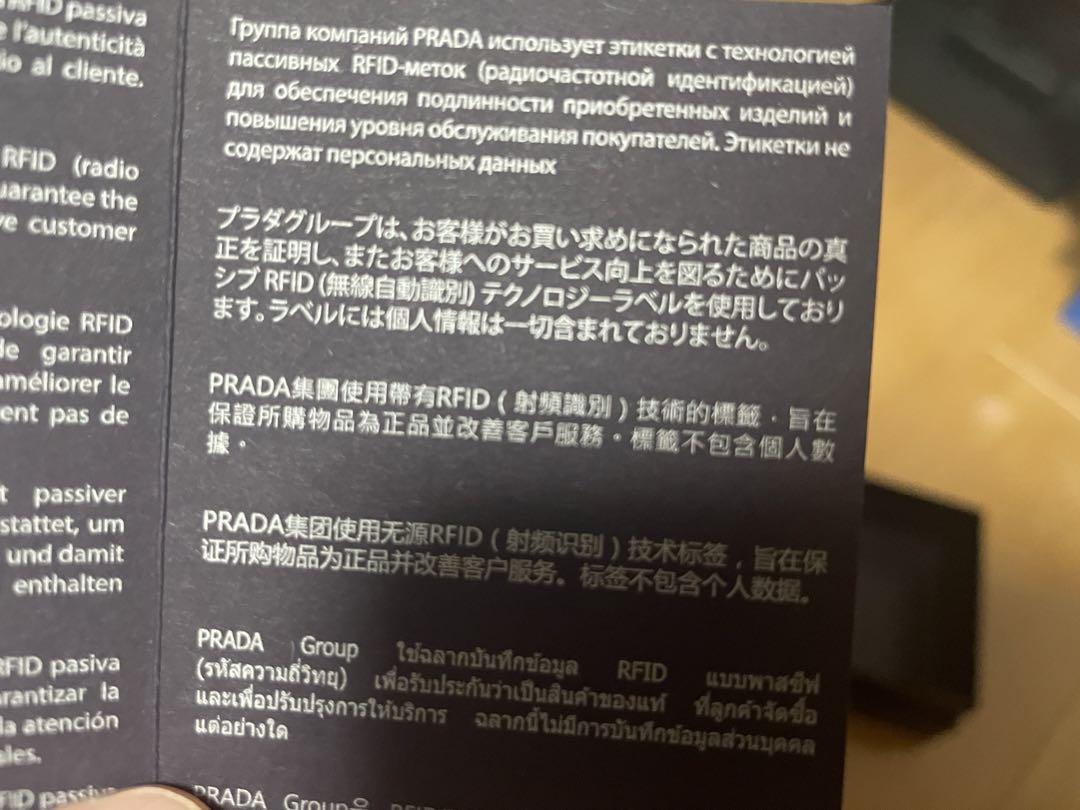 RFID passiva
l'autenticità
al cliente.
RFID (radio
guarantee the
customer
RFID
garantir
améliorer le
pas de
passiver
um
und damit
enthalten
RFID pasiva
garantizar la
la atención
Группа компаний PRADA использует этикетки с технологией
пассивных RFID-меток (радиочастотной идентификацией)
для обеспечения подлинности приобретенных изделий и
повышения уровня обслуживания покупателей. Этикетки не
содержат персональных данных
プラダグループは、お客様がお買い求めになられた商品の真
正を証明し、またお客様へのサービス向上を図るためにパッ
シブ RFID (無線自動識別) テクノロジーラベルを使用しており
ます。ラベルには個人情報は一切含まれておりません。
PRADA集團使用帶有RFID（射頻識別）技術的標籤，旨在
保證所購物品為正品並改善客戶服務。標籤不包含個人數
據。
PRADA集团使用无源RFID（射频识别）技术标签，旨在保
证所购物品为正品并改善客户服务。标签不包含个人数据。
PRADA Group ใช้ฉลากบันทึกข้อมูล RFID แบบพาสซีฟ
(รหัสความถี่วิทยุ) เพื่อรับประกันว่าเป็นสินค้าของแท้ ที่ลูกค้าจัดซื้อ
และเพื่อปรับปรุงการให้บริการ ฉลากนี้ไม่มีการบันทึกข้อมูลส่วนบุคคล
แต่อย่างใด
PRADA Group은